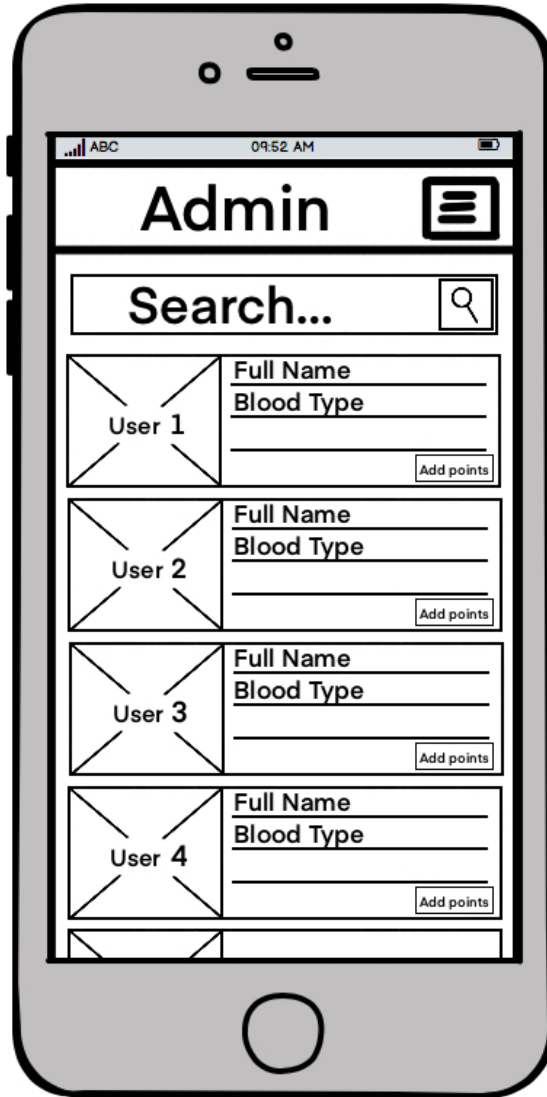 ABC 09:52 AM
Admin
Search...
User 1
Full Name
Blood Type
Add points
User 2
Full Name
Blood Type
Add points
User 3
Full Name
Blood Type
Add points
User 4
Full Name
Blood Type
Add points